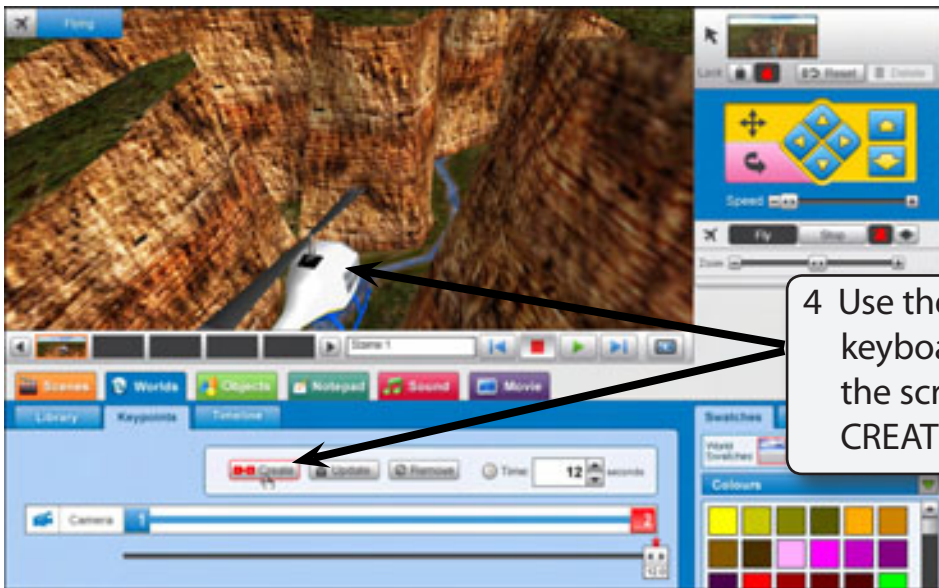 Flying
Lock
Reset
Delete
Speed
Fly
Stop
Zoom
4 Use the
keyboa
the scr
CREAT
Scene 1
Scenes
Worlds
Objects
Notepad
Sound
Movie
Library
Keypoints
Timeline
Swatches
World
Swatches
Create
Update
Remove
Time:
12
seconds
Colours
Camera
1
2
12.0